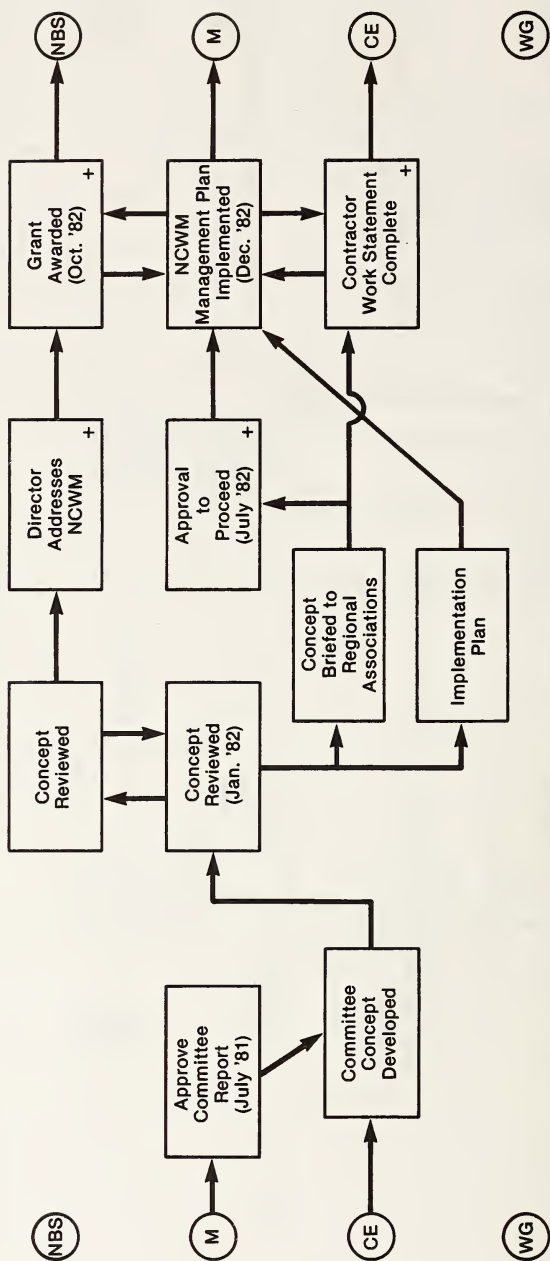 NBS
Concept
Reviewed
Director
Addresses
NCWM
+
Grant
Awarded
(Oct. '82)
+
NBS
M
Approve
Committee
Report
(July '81)
Concept
Reviewed
(Jan. '82)
Approval
to
Proceed
(July '82)
+
NCWM
Management Plan
Implemented
(Dec. '82)
M
CE
Committee
Concept
Developed
Concept
Briefed to
Regional
Associations
Contractor
Work Statement
Complete
+
CE
Implementation
Plan
WG
WG